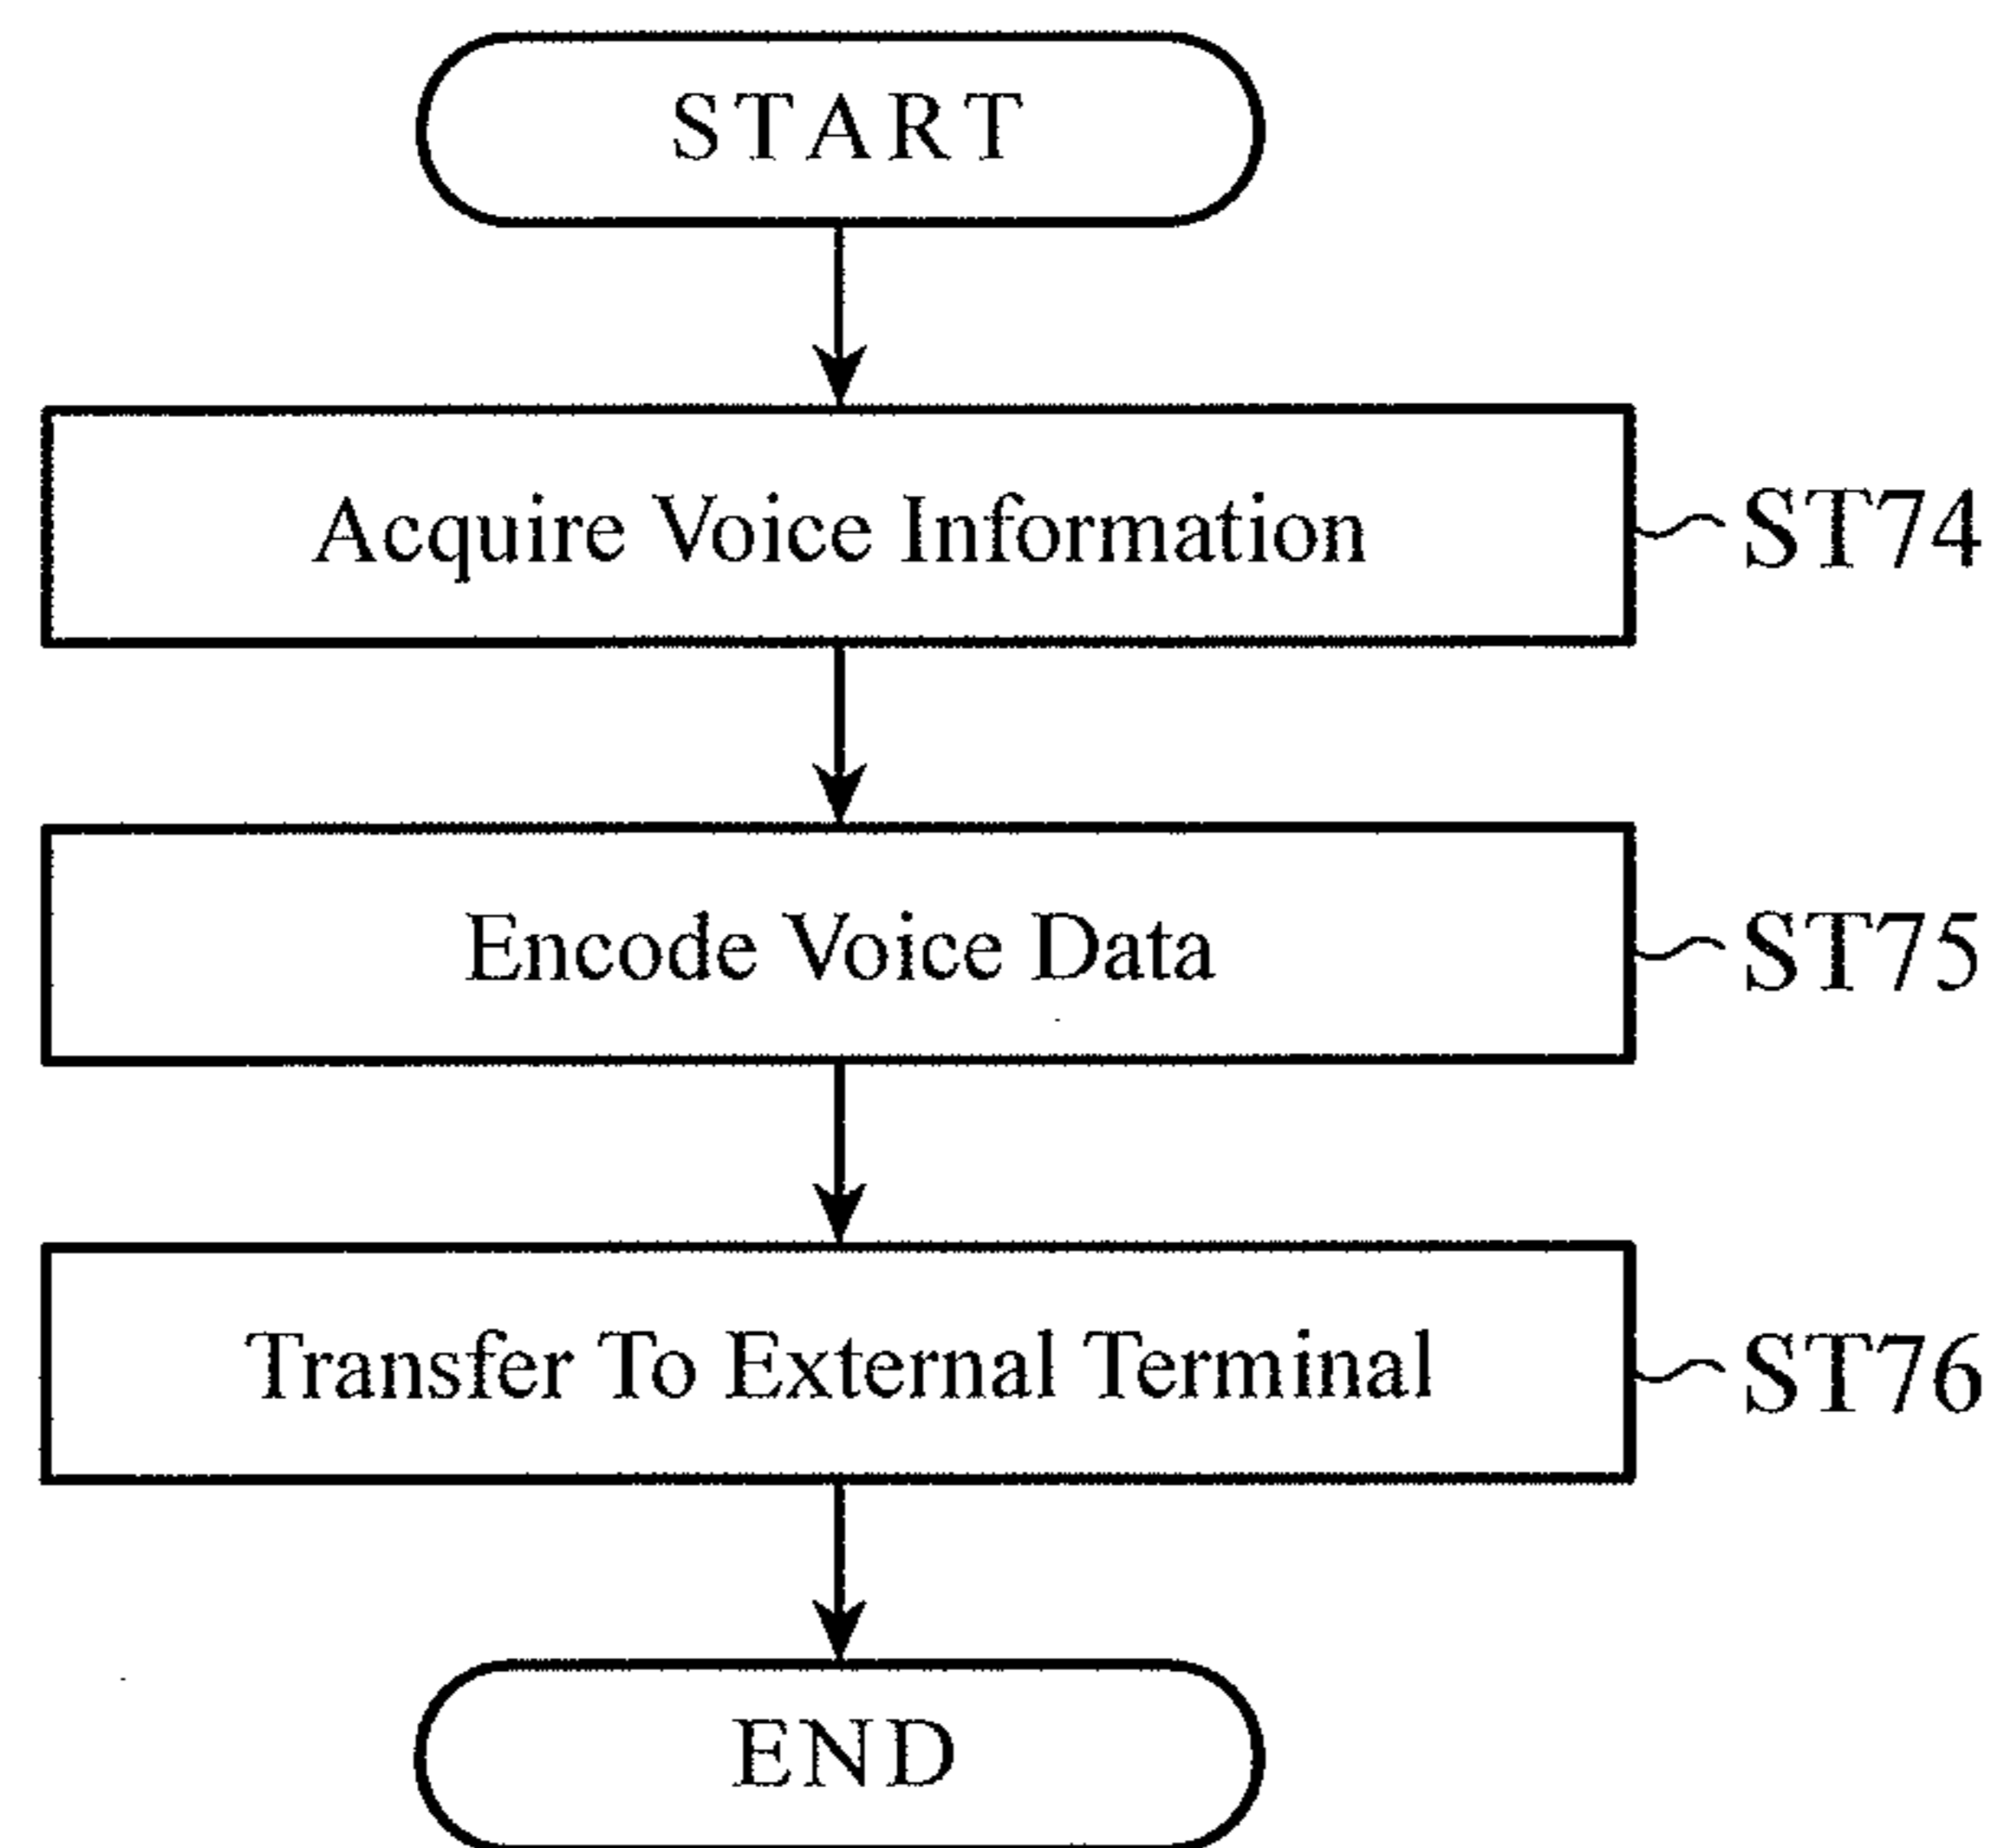 START
Acquire Voice Information ST74
Encode Voice Data ST75
Transfer To External Terminal ST76
END